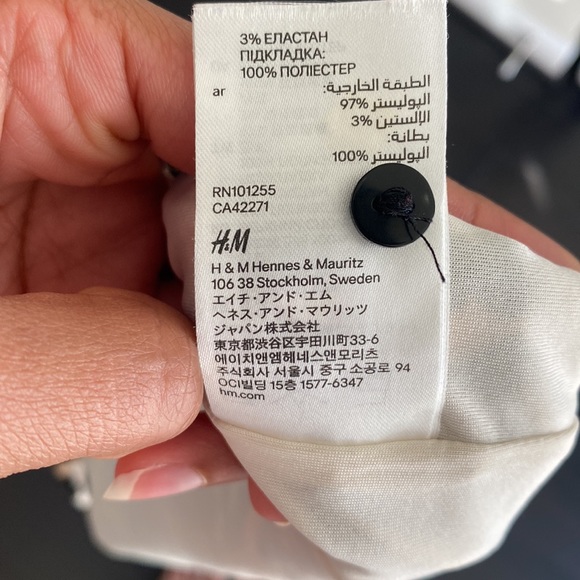 3% ЕЛАСТАН
ПІДКЛАДКА:
100% ПОЛІЕСТЕР
ar
الطبقة الخارجية:
97% البوليستر
3% الإلستين
بطانة:
100% البوليستر
RN101255
CA42271
H&M
H & M Hennes & Mauritz
106 38 Stockholm, Sweden
エイチ・アンド・エム
ヘネス・アンド・マウリッツ
ジャパン株式会社
東京都渋谷区宇田川町33-6
에이치앤엠헤네스앤모리츠
주식회사 서울시 중구 소공로 94
OCI빌딩 15층 1577-6347
hm.com